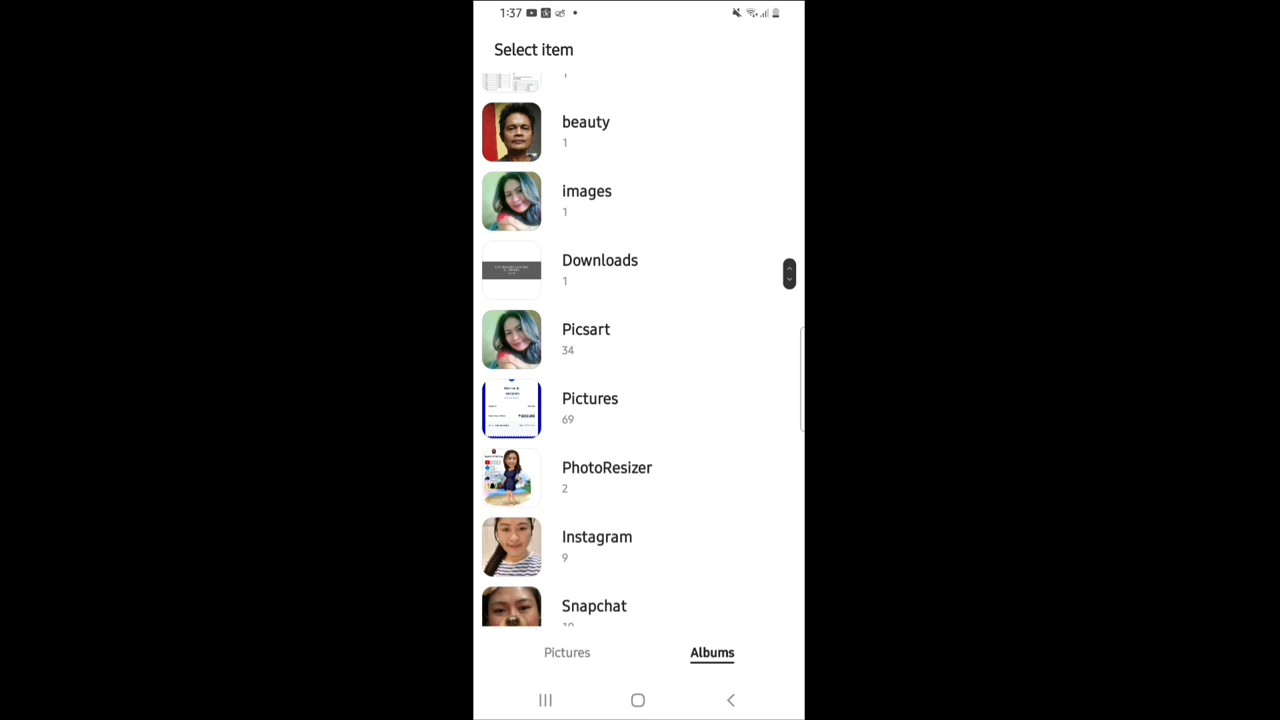 1:37
Select item
beauty
1
images
1
Downloads
1
Picsart
34
Pictures
69
PhotoResizer
2
Instagram
9
Snapchat
Pictures
Albums